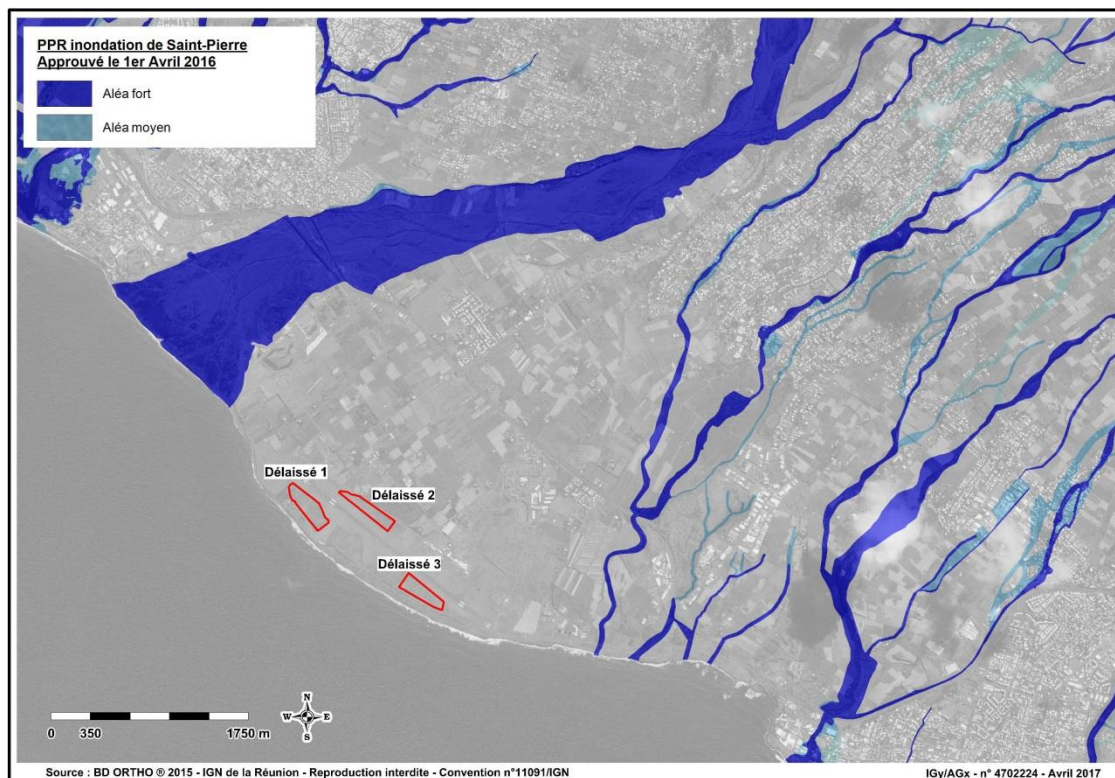 PPR inondation de Saint-Pierre
Approuvé le 1er Avril 2016
Aléa fort
Aléa moyen
Délaissé 1
Délaissé 2
Délaissé 3
N
W E
S
0 350 1750 m
Source : BD ORTHO ® 2015 - IGN de la Réunion - Reproduction interdite - Convention n°11091/IGN
IGy/AGx - n° 4702224 - Avril 2017